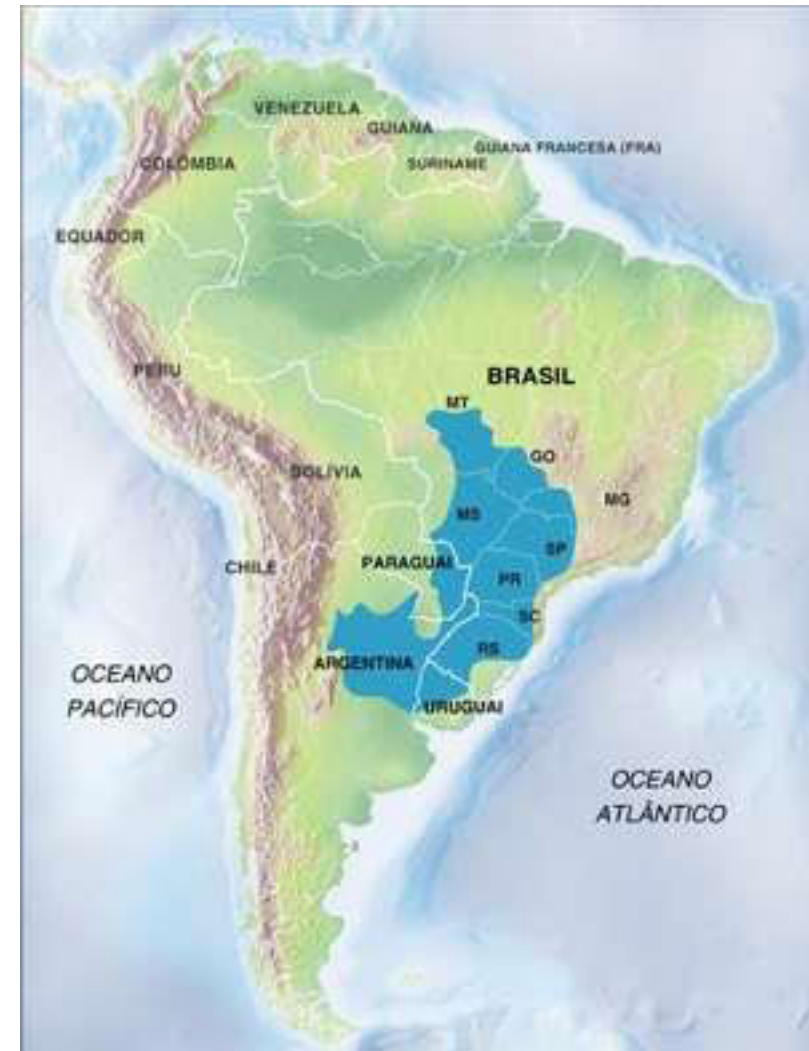 VENEZUELA
GUIANA
GUIANA FRANCESA (FRA)
SURINAME
COLÔMBIA
EQUADOR
PERU
BRASIL
MT
BOLÍVIA
GO
MG
MS
SP
CHILE
PARAGUAI
PR
SC
RS
ARGENTINA
URUGUAI
OCEANO
PACÍFICO
OCEANO
ATLÂNTICO